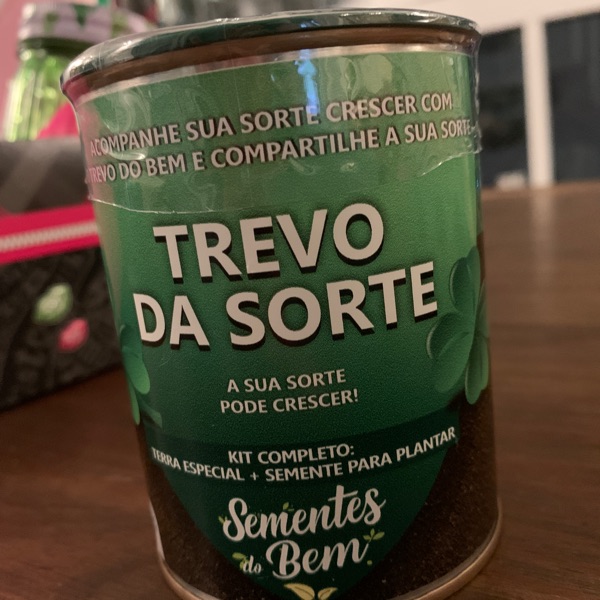 ACOMPANHE SUA SORTE CRESCER COM
TREVO DO BEM E COMPARTILHE A SUA SORTE
TREVO
DA SORTE
A SUA SORTE
PODE CRESCER!
KIT COMPLETO:
TERRA ESPECIAL + SEMENTE PARA PLANTAR
Sementes
do Bem